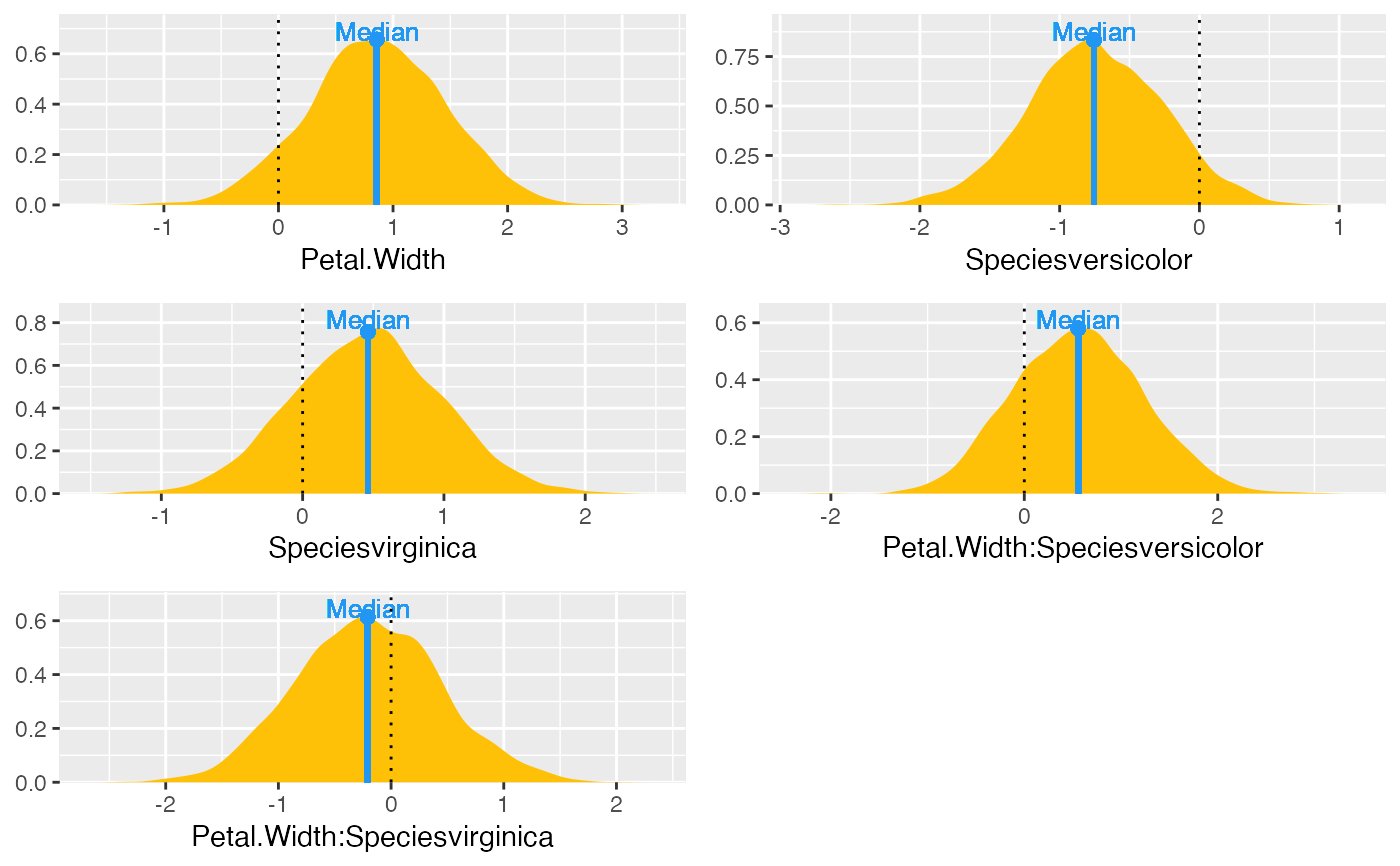 Median
Median
0.6
0.4
0.2
0.0
-1 0 1 2 3
Petal.Width
0.75
0.50
0.25
0.00
-3 -2 -1 0 1
Speciesversicolor
Median
0.8
0.6
0.4
0.2
0.0
-1 0 1 2
Speciesvirginica
Median
0.6
0.4
0.2
0.0
-2 0 2
Petal.Width:Speciesversicolor
Median
0.6
0.4
0.2
0.0
-2 -1 0 1 2
Petal.Width:Speciesvirginica